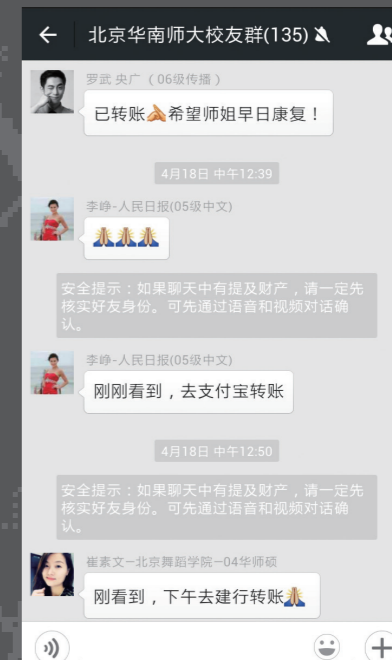 北京华南师大校友群(135)
罗武 央广 （06级传播）
已转账🙏希望师姐早日康复！
4月18日 中午12:39
李峥-人民日报(05级中文)
🙏🙏🙏
安全提示：如果聊天中有提及财产，请一定先
核实好友身份。可先通过语音和视频对话确
认。
李峥-人民日报(05级中文)
刚刚看到，去支付宝转账
4月18日 中午12:50
安全提示：如果聊天中有提及财产，请一定先
核实好友身份。可先通过语音和视频对话确
认。
崔素文—北京舞蹈学院—04华师硕
刚看到，下午去建行转账🙏